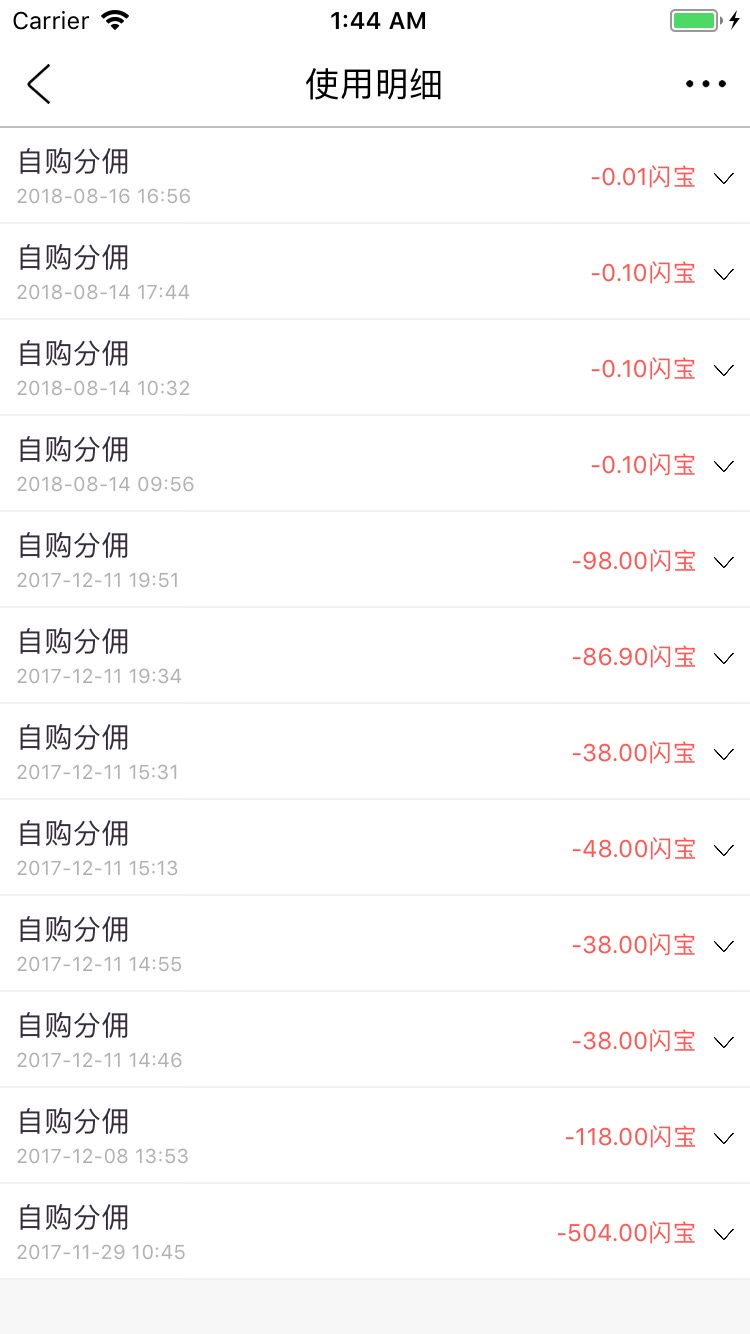 Carrier 1:44 AM
使用明细
自购分佣
2018-08-16 16:56
-0.01闪宝
自购分佣
2018-08-14 17:44
-0.10闪宝
自购分佣
2018-08-14 10:32
-0.10闪宝
自购分佣
2018-08-14 09:56
-0.10闪宝
自购分佣
2017-12-11 19:51
-98.00闪宝
自购分佣
2017-12-11 19:34
-86.90闪宝
自购分佣
2017-12-11 15:31
-38.00闪宝
自购分佣
2017-12-11 15:13
-48.00闪宝
自购分佣
2017-12-11 14:55
-38.00闪宝
自购分佣
2017-12-11 14:46
-38.00闪宝
自购分佣
2017-12-08 13:53
-118.00闪宝
自购分佣
2017-11-29 10:45
-504.00闪宝